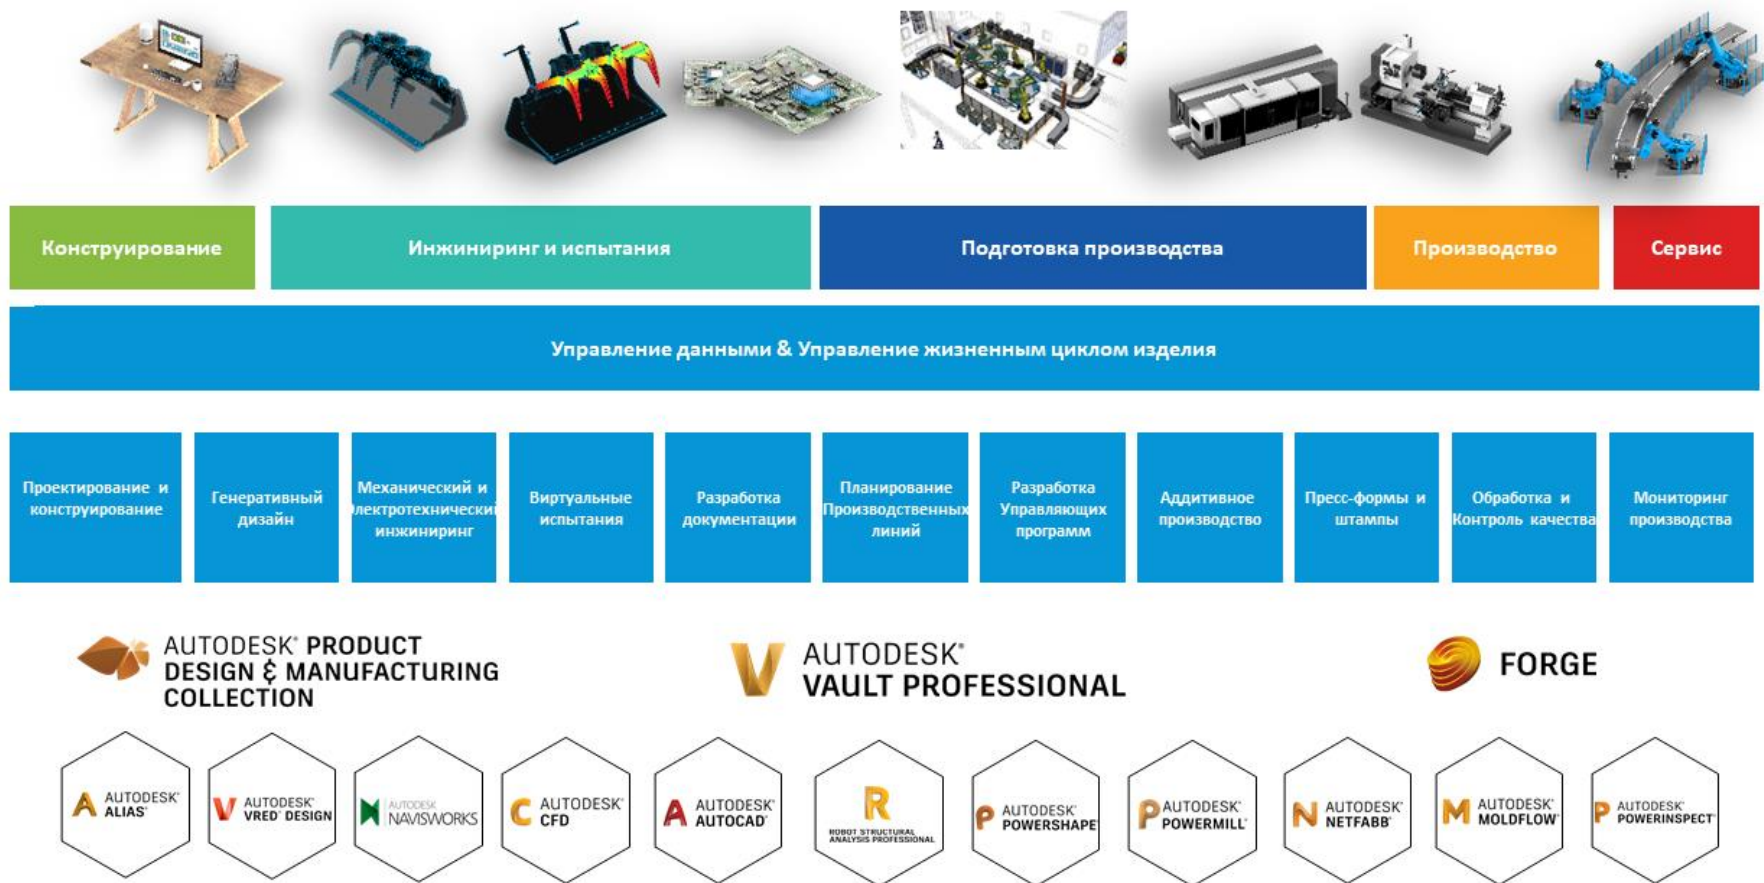 Конструирование
Инжиниринг и испытания
Подготовка производства
Производство
Сервис
Управление данными & Управление жизненным циклом изделия
Проектирование и
конструирование
Генеративный
дизайн
Механический и
электротехнический
инжиниринг
Виртуальные
испытания
Разработка
документации
Планирование
Производственных
линий
Разработка
Управляющих
программ
Аддитивное
производство
Пресс-формы и
штампы
Обработка и
Контроль качества
Мониторинг
производства
AUTODESK® PRODUCT
DESIGN & MANUFACTURING
COLLECTION
AUTODESK®
VAULT PROFESSIONAL
FORGE
AUTODESK®
ALIAS®
AUTODESK®
VRED® DESIGN
AUTODESK
NAVISWORKS
AUTODESK®
CFD
AUTODESK®
AUTOCAD®
ROBOT STRUCTURAL
ANALYSIS PROFESSIONAL
AUTODESK®
POWERSHAPE®
AUTODESK®
POWERMILL®
AUTODESK®
NETFABB®
AUTODESK®
MOLDFLOW®
AUTODESK®
POWERINSPECT®